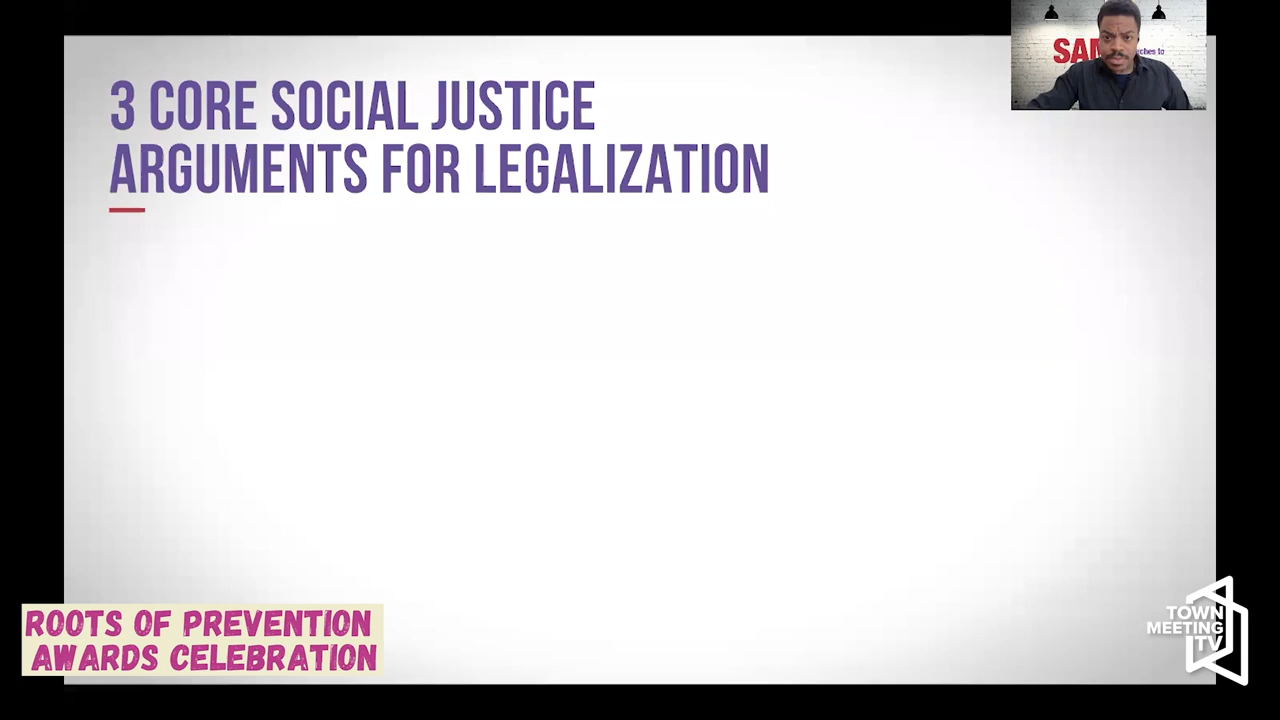 3 CORE SOCIAL JUSTICE
ARGUMENTS FOR LEGALIZATION
ROOTS OF PREVENTION
AWARDS CELEBRATION
TOWN
MEETING
TV